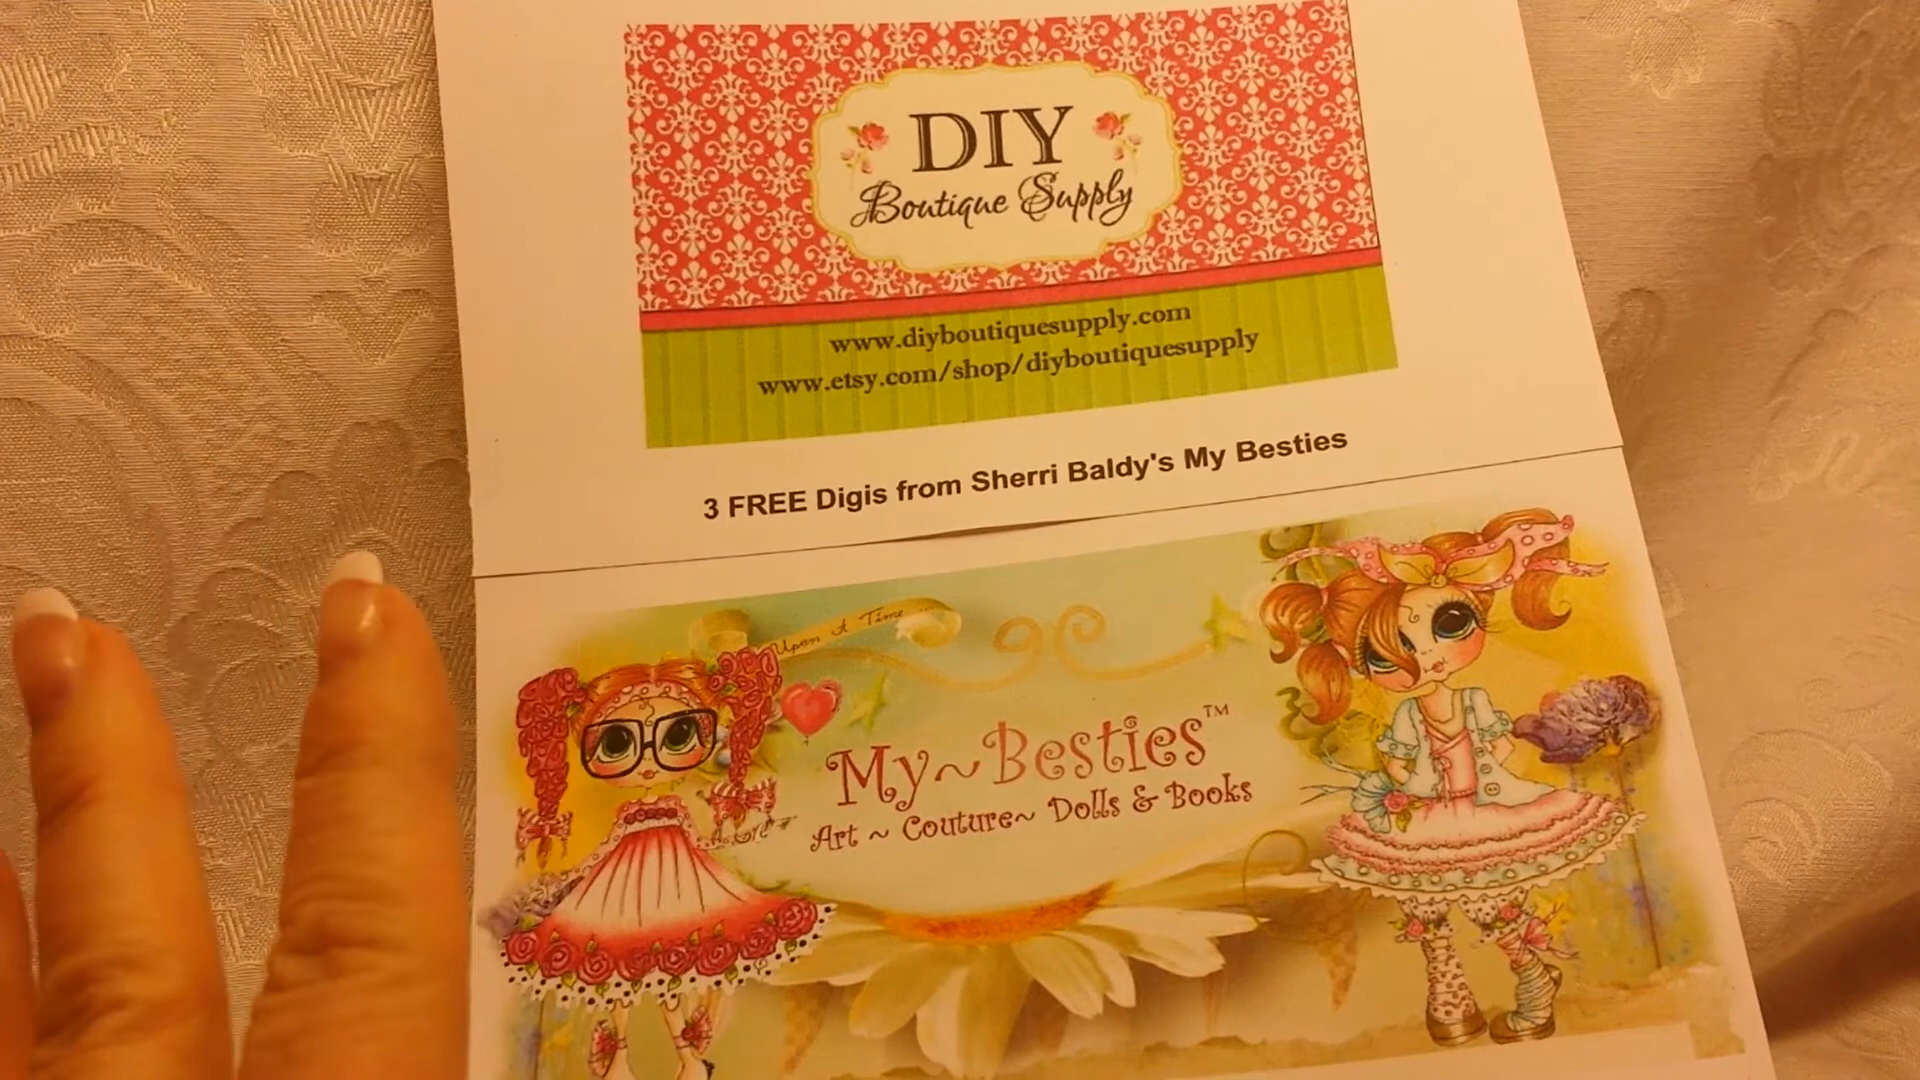 DIY
Boutique Supply
www.diyboutiquesupply.com
www.etsy.com/shop/diyboutiquesupply
3 FREE Digis from Sherri Baldy's My Besties
Upon A Time ...
My~Besties™
Art ~ Couture~ Dolls & Books